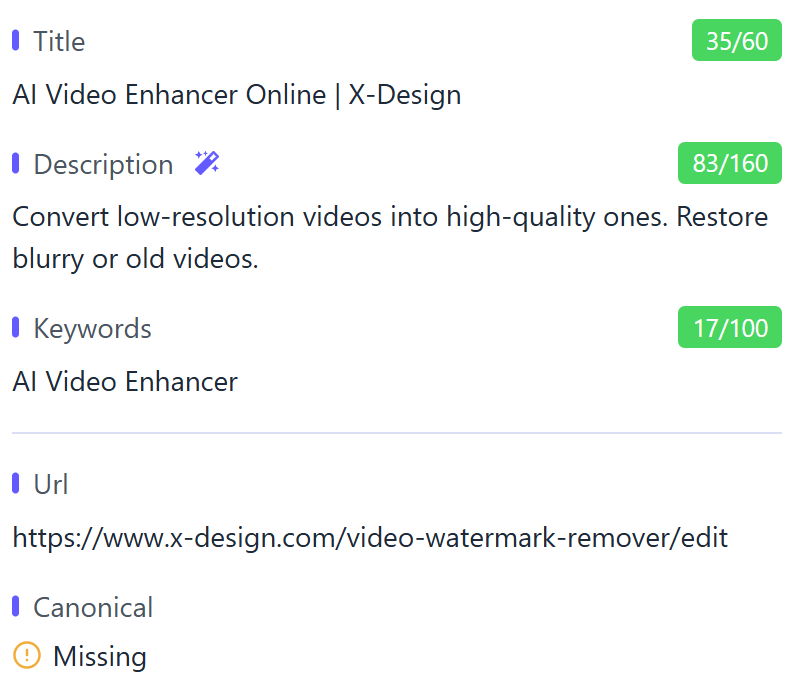 Title
35/60
AI Video Enhancer Online | X-Design
Description
83/160
Convert low-resolution videos into high-quality ones. Restore
blurry or old videos.
Keywords
17/100
AI Video Enhancer
Url
https://www.x-design.com/video-watermark-remover/edit
Canonical
Missing